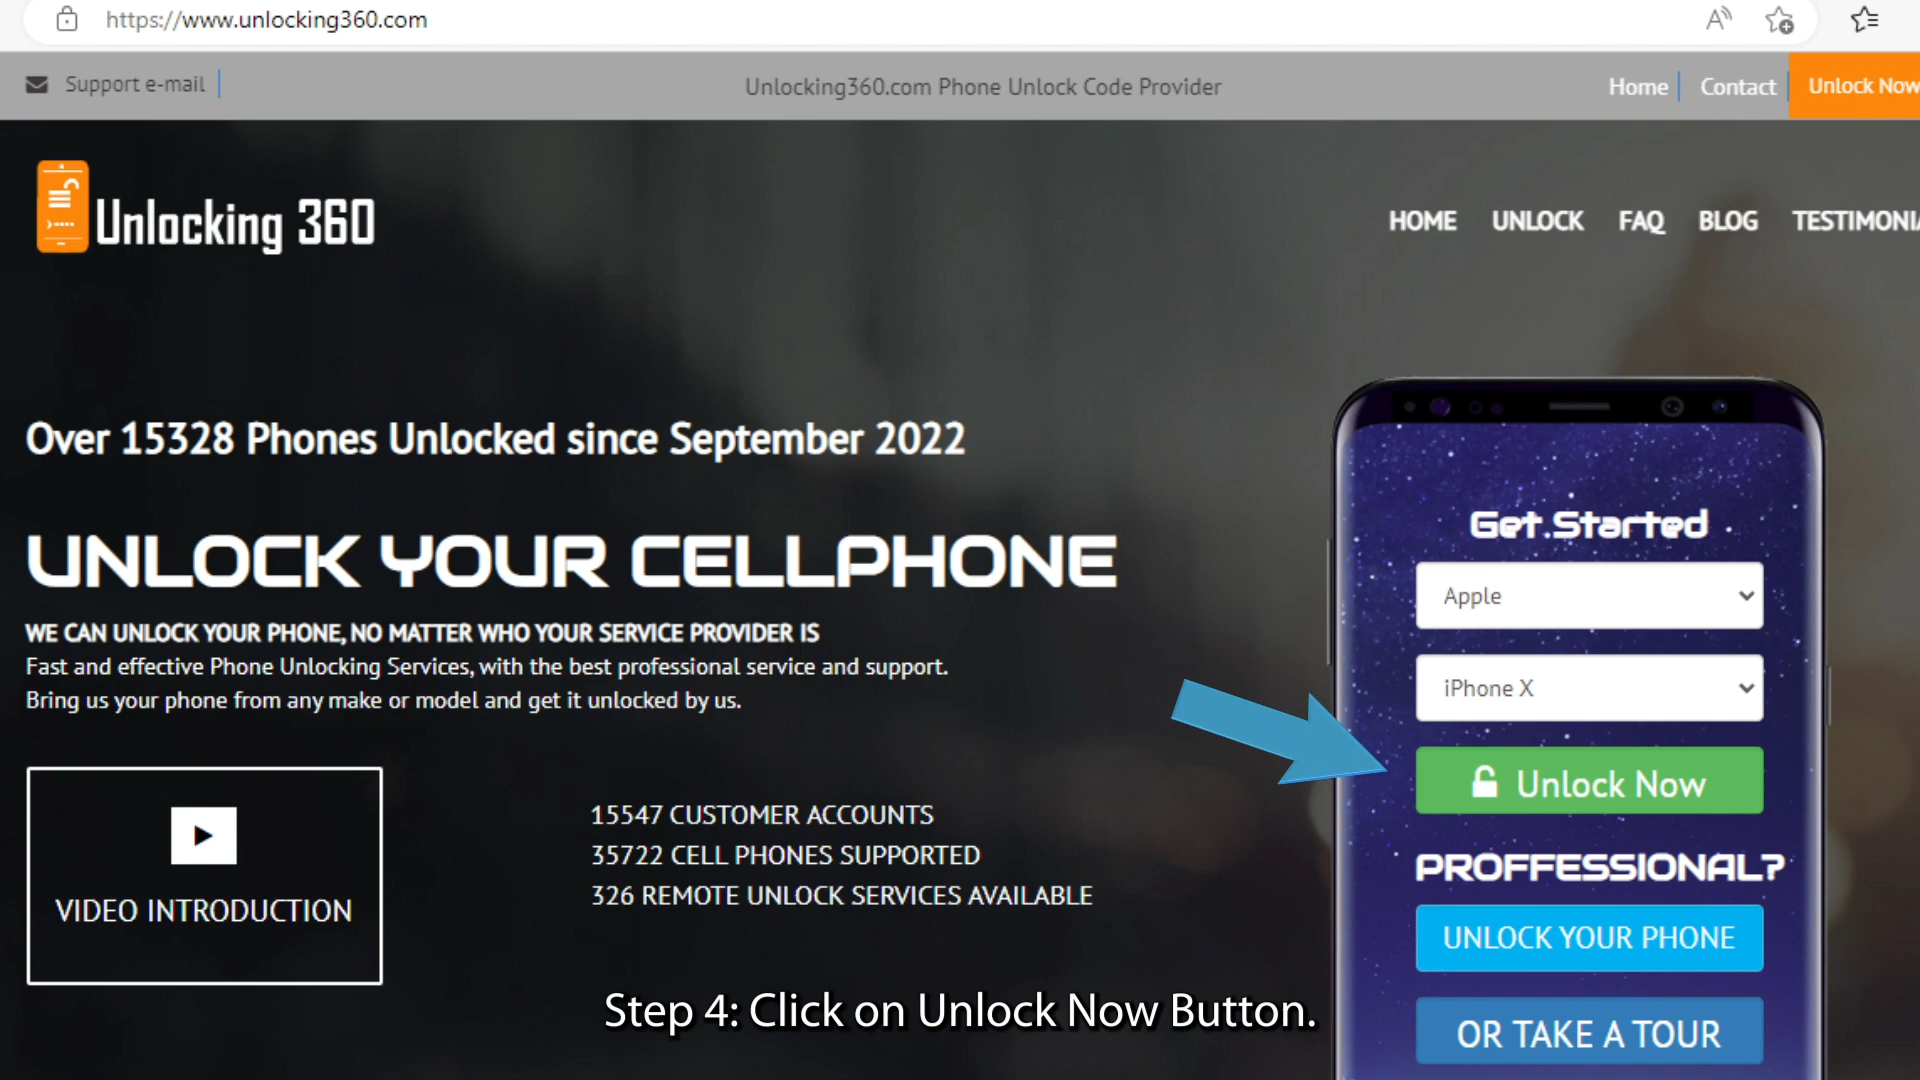 https://www.unlocking360.com
Support e-mail
Unlocking360.com Phone Unlock Code Provider
Home
Contact
Unlock Now
Unlocking 360
HOME UNLOCK FAQ BLOG TESTIMONIA
Over 15328 Phones Unlocked since September 2022
UNLOCK YOUR CELLPHONE
WE CAN UNLOCK YOUR PHONE, NO MATTER WHO YOUR SERVICE PROVIDER IS
Fast and effective Phone Unlocking Services, with the best professional service and support.
Bring us your phone from any make or model and get it unlocked by us.
VIDEO INTRODUCTION
15547 CUSTOMER ACCOUNTS
35722 CELL PHONES SUPPORTED
326 REMOTE UNLOCK SERVICES AVAILABLE
Get Started
Apple
iPhone X
Unlock Now
PROFFESSIONAL?
UNLOCK YOUR PHONE
OR TAKE A TOUR
Step 4: Click on Unlock Now Button.